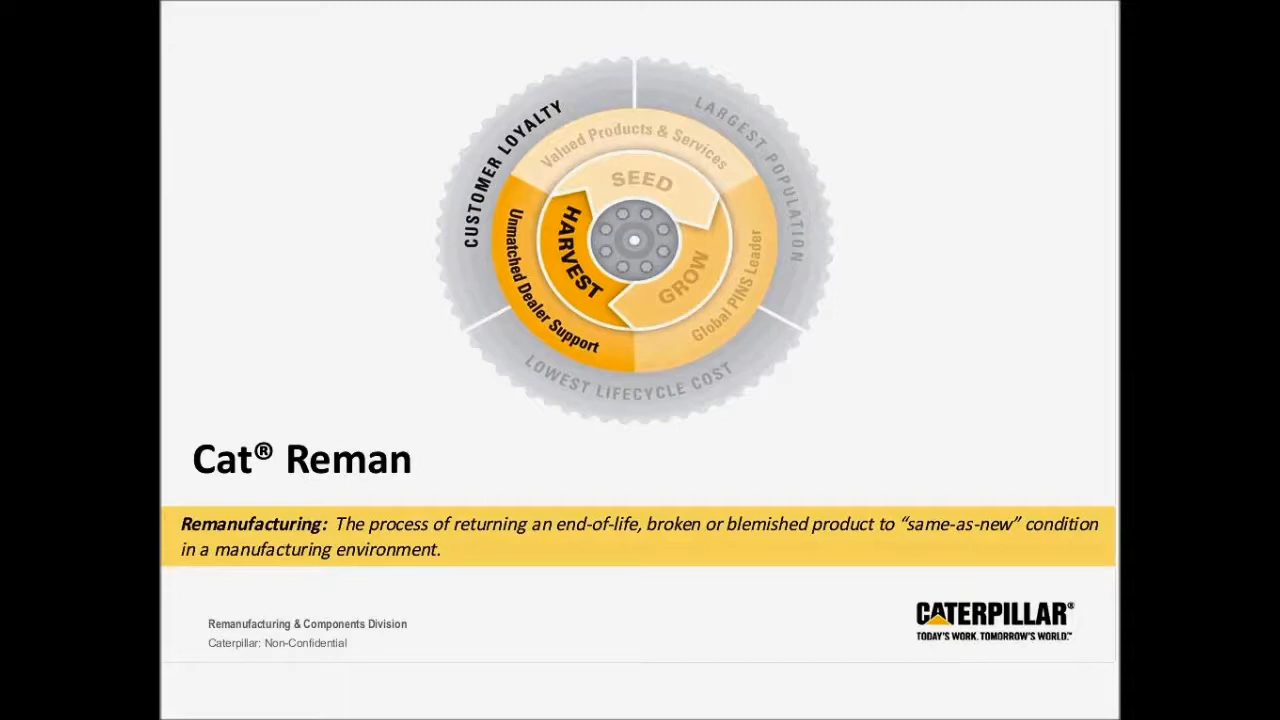 CUSTOMER LOYALTY
LARGEST POPULATION
Valued Products & Services
SEED
HARVEST
GROW
Unmatched Dealer Support
Global PINS Leader
LOWEST LIFECYCLE COST
Cat® Reman
Remanufacturing: The process of returning an end-of-life, broken or blemished product to “same-as-new” condition
in a manufacturing environment.
Remanufacturing & Components Division
Caterpillar: Non-Confidential
CATERPILLAR®
TODAY'S WORK. TOMORROW'S WORLD.™